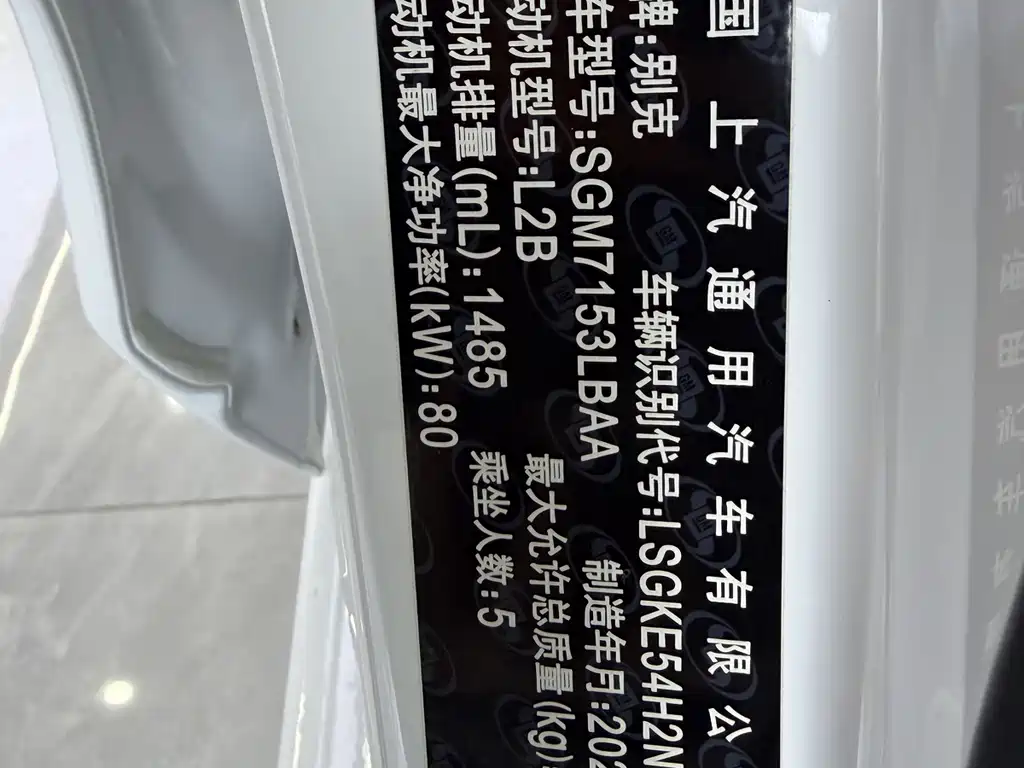 国上汽通用汽车有限公
牌:别克 车辆识别代号:LSGKE54H2N
车型号:SGM7153LBAA 制造年月:202
动机型号:L2B 最大允许总质量(kg):
动机排量(mL):1485 乘坐人数:5
动机最大净功率(kW):80